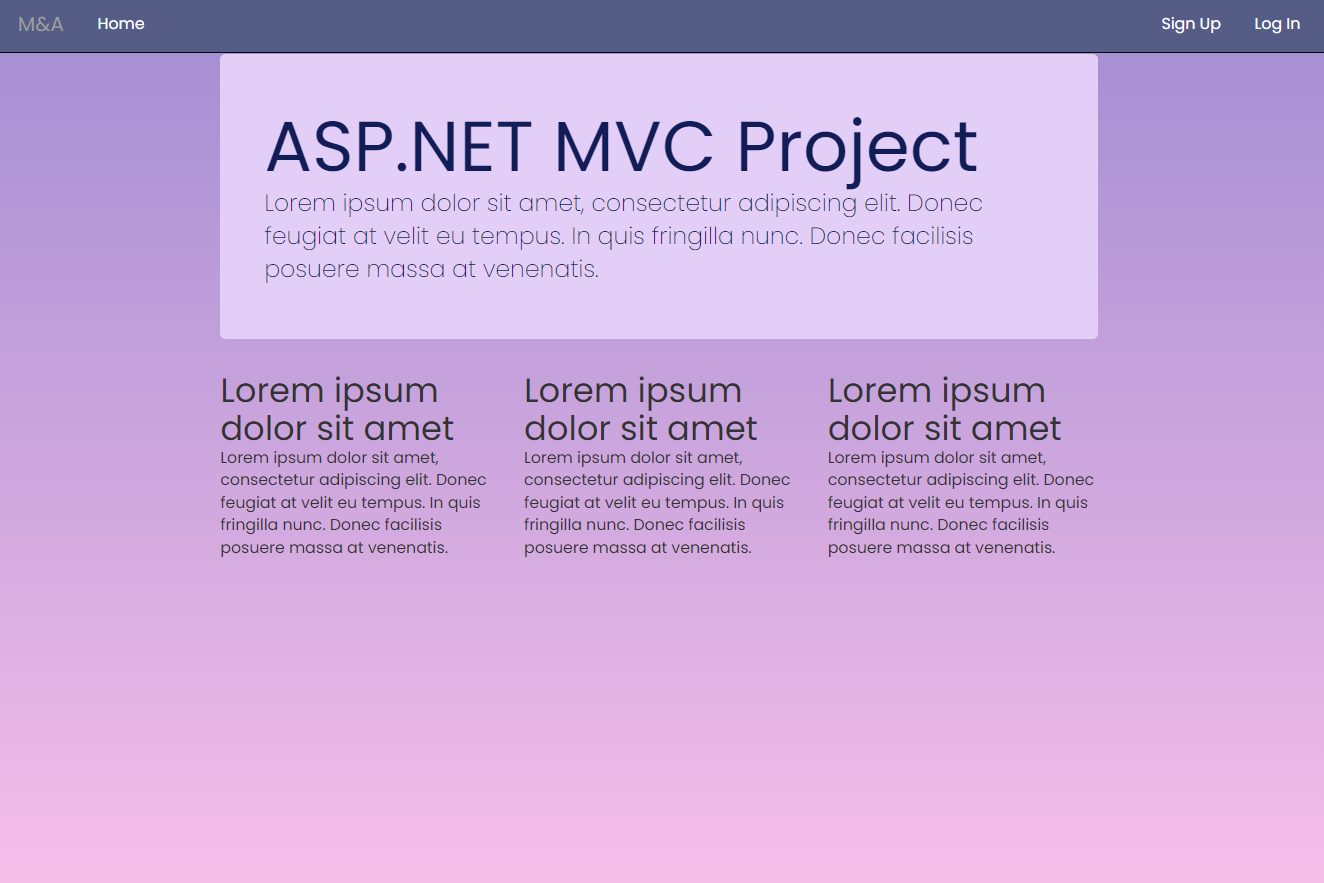 M&A Home Sign Up Log In
ASP.NET MVC Project
Lorem ipsum dolor sit amet, consectetur adipiscing elit. Donec
feugiat at velit eu tempus. In quis fringilla nunc. Donec facilisis
posuere massa at venenatis.
Lorem ipsum
dolor sit amet
Lorem ipsum dolor sit amet,
consectetur adipiscing elit. Donec
feugiat at velit eu tempus. In quis
fringilla nunc. Donec facilisis
posuere massa at venenatis.
Lorem ipsum
dolor sit amet
Lorem ipsum dolor sit amet,
consectetur adipiscing elit. Donec
feugiat at velit eu tempus. In quis
fringilla nunc. Donec facilisis
posuere massa at venenatis.
Lorem ipsum
dolor sit amet
Lorem ipsum dolor sit amet,
consectetur adipiscing elit. Donec
feugiat at velit eu tempus. In quis
fringilla nunc. Donec facilisis
posuere massa at venenatis.